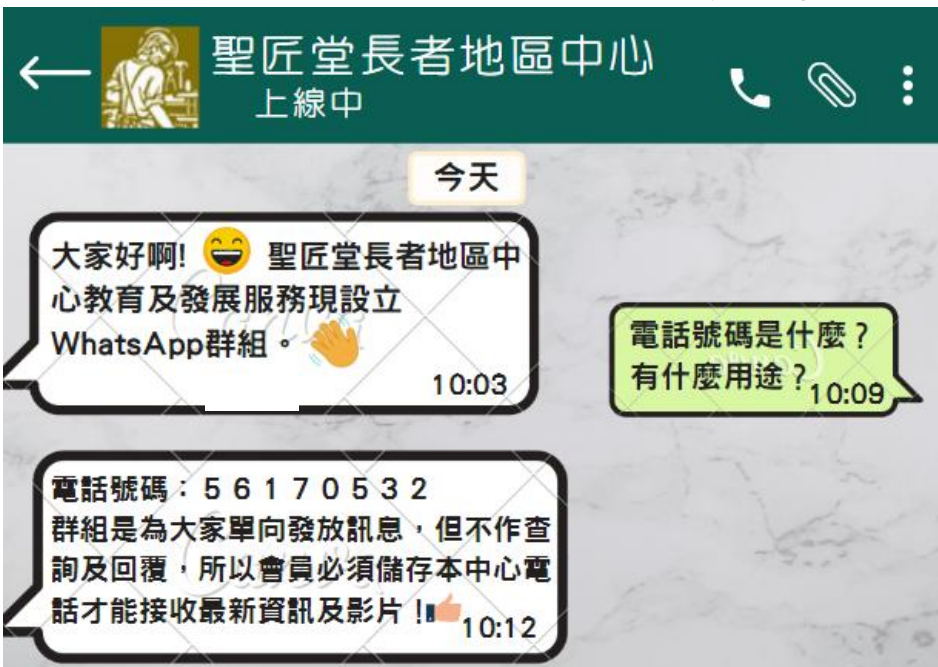 聖匠堂長者地區中心
上線中
今天
大家好啊! 😄 聖匠堂長者地區中
心教育及發展服務現設立
WhatsApp群組。👋
10:03
電話號碼是什麼？
有什麼用途？10:09
電話號碼：５６１７０５３２
群組是為大家單向發放訊息，但不作查
詢及回覆，所以會員必須儲存本中心電
話才能接收最新資訊及影片！👍10:12